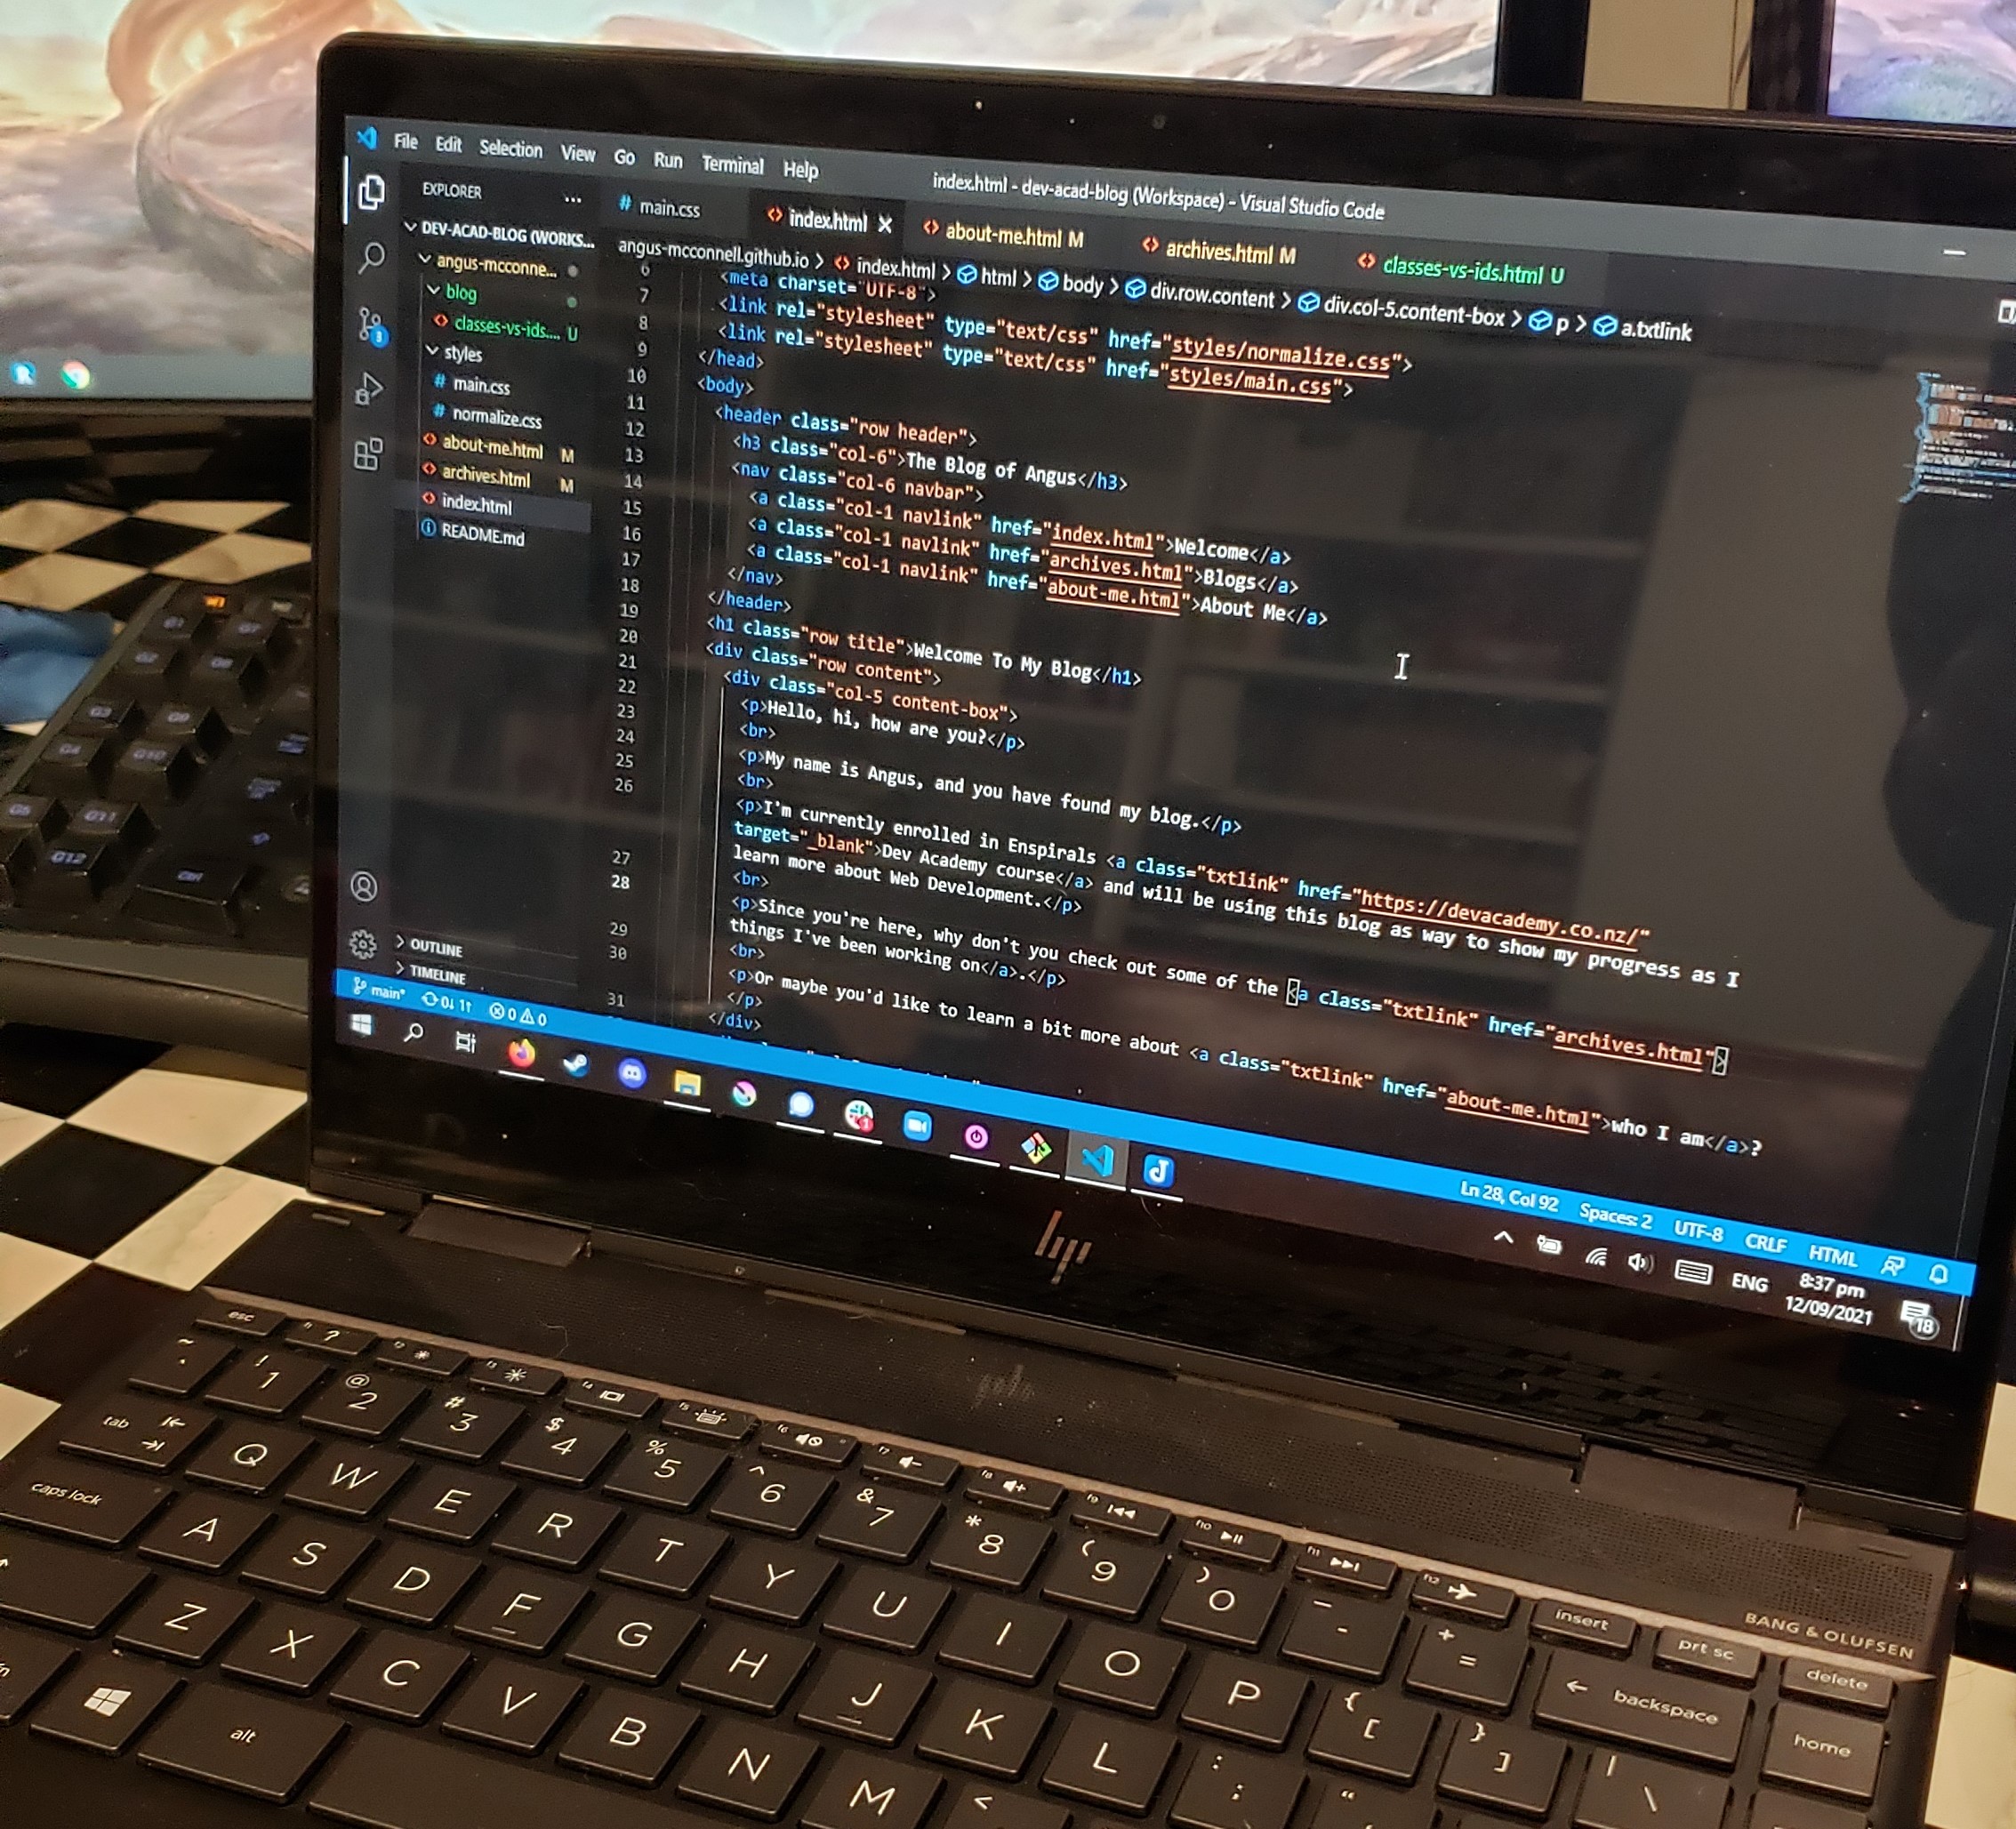 File Edit Selection View Go Run Terminal Help
index.html - dev-acad-blog (Workspace) - Visual Studio Code
EXPLORER ...
main.css
index.html
about-me.html M
archives.html M
classes-vs-ids.html U
DEV-ACAD-BLOG (WORKS...
angus-mcconne...
blog
classes-vs-ids.... U
styles
main.css
normalize.css
about-me.html M
archives.html M
index.html
README.md
OUTLINE
TIMELINE
angus-mcconnell.github.io > index.html > html > body > div.row.content > div.col-5.content-box > p > a.txtlink
6 <meta charset="UTF-8">
7 <link rel="stylesheet" type="text/css" href="styles/normalize.css">
8 <link rel="stylesheet" type="text/css" href="styles/main.css">
9 </head>
10 <body>
11 <header class="row header">
12 <h3 class="col-6">The Blog of Angus</h3>
13 <nav class="col-6 navbar">
14 <a class="col-1 navlink" href="index.html">Welcome</a>
15 <a class="col-1 navlink" href="archives.html">Blogs</a>
16 <a class="col-1 navlink" href="about-me.html">About Me</a>
17 </nav>
18 </header>
19 <h1 class="row title">Welcome To My Blog</h1>
20 <div class="row content">
21 <div class="col-5 content-box">
22 <p>Hello, hi, how are you?</p>
23 <br>
24 <p>My name is Angus, and you have found my blog.</p>
25 <br>
26 <p>I'm currently enrolled in Enspirals <a class="txtlink" href="https://devacademy.co.nz/"
target="_blank">Dev Academy course</a> and will be using this blog as way to show my progress as I
learn more about Web Development.</p>
27 <br>
28 <p>Since you're here, why don't you check out some of the <a class="txtlink" href="archives.html">
things I've been working on</a>.</p>
29 <br>
30 <p>Or maybe you'd like to learn a bit more about <a class="txtlink" href="about-me.html">who I am</a>?
</p>
31 </div>
main* 0↓ 1↑ 0 0
Ln 28, Col 92 Spaces: 2 UTF-8 CRLF HTML
ENG
8:37 pm
12/09/2021
18
hp
BANG & OLUFSEN
esc f1 ? f4 f5 f6 f7 f8 f9 f10 f11 f12 insert prt sc delete
~ ! 1 @ 2 # 3 $ 4 % 5 ^ 6 & 7 * 8 ( 9 ) 0 - + = backspace home
tab Q W E R T Y U I O P { [ } ] | \
caps lock A S D F G H J K L : ;
Z X C V B N M <
fn alt
G12